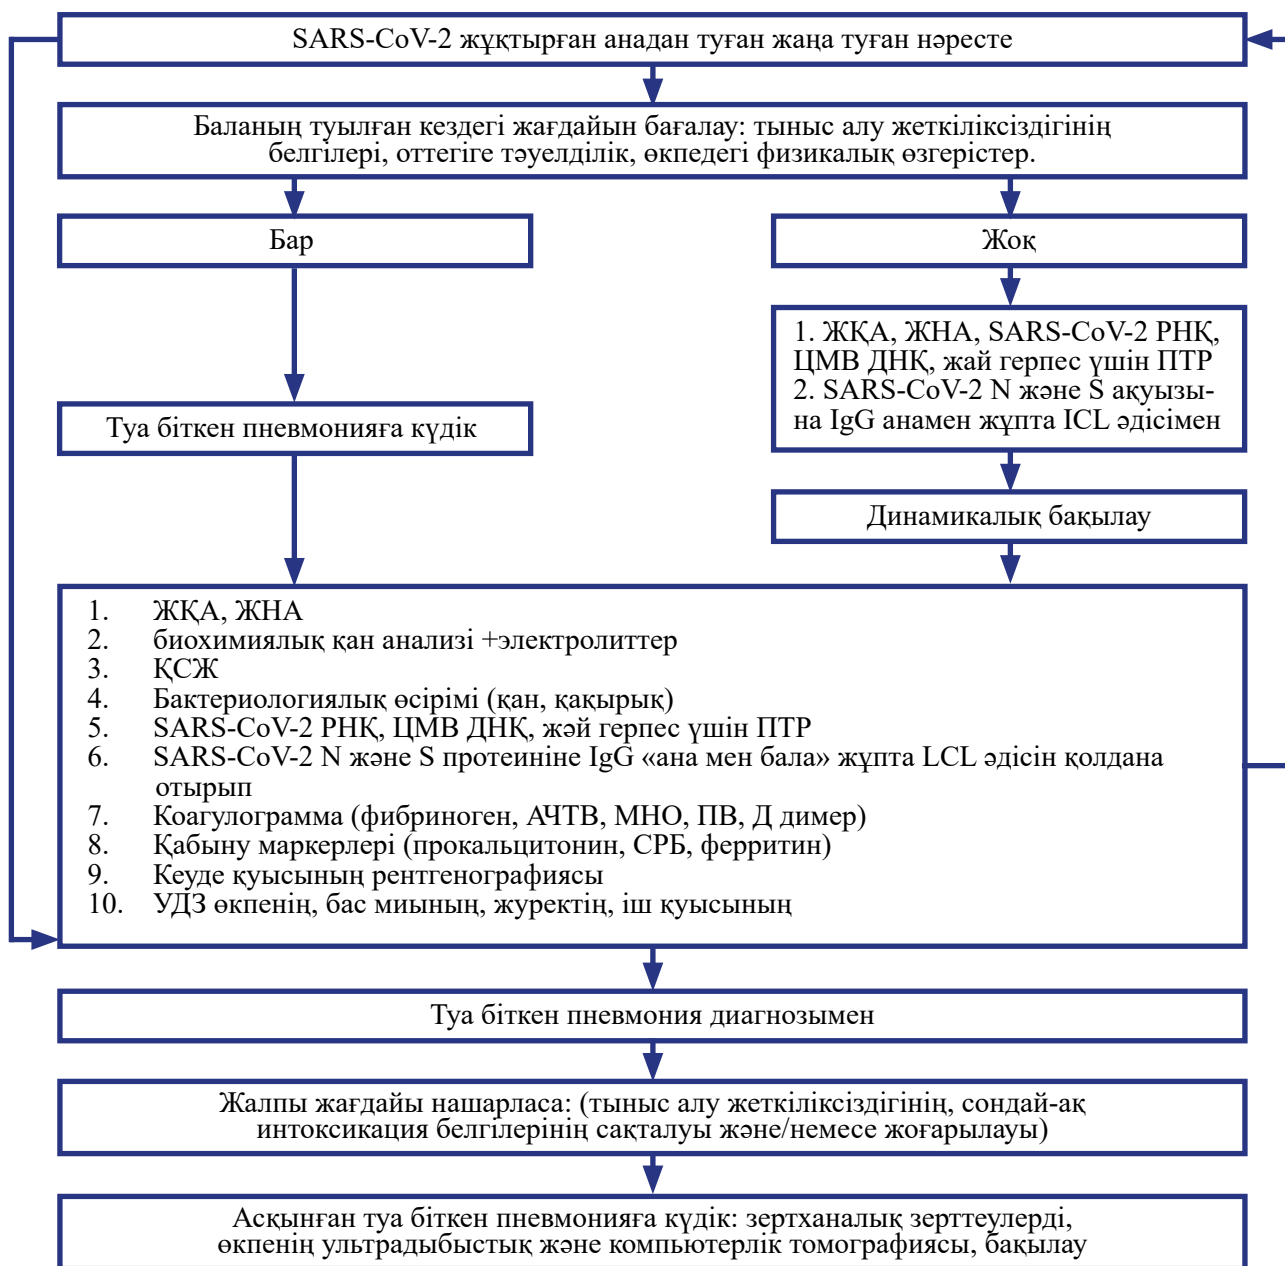 SARS-CoV-2 жұқтырған анадан туған жаңа туған нәресте
Баланың туылған кездегі жағдайын бағалау: тыныс алу жеткіліксіздігінің
белгілері, оттегіге тәуелділік, өкпедегі физикалық өзгерістер.
Бар
Жоқ
1. ЖҚА, ЖНА, SARS-CoV-2 РНҚ,
ЦМВ ДНҚ, жай герпес үшін ПТР
2. SARS-CoV-2 N және S ақуызы-
на IgG анамен жұпта ICL әдісімен
Туа біткен пневмонияға күдік
Динамикалық бақылау
1. ЖҚА, ЖНА
2. биохимиялық қан анализі +электролиттер
3. ҚСЖ
4. Бактериологиялық өсірімі (қан, қақырық)
5. SARS-CoV-2 РНҚ, ЦМВ ДНҚ, жәй герпес үшін ПТР
6. SARS-CoV-2 N және S протеиніне IgG «ана мен бала» жұпта LCL әдісін қолдана
отырып
7. Коагулограмма (фибриноген, АЧТВ, МНО, ПВ, Д димер)
8. Қабыну маркерлері (прокальцитонин, СРБ, ферритин)
9. Кеуде қуысының рентгенографиясы
10. УДЗ өкпенің, бас миының, журектің, іш қуысының
Туа біткен пневмония диагнозымен
Жалпы жағдайы нашарласа: (тыныс алу жеткіліксіздігінің, сондай-ақ
интоксикация белгілерінің сақталуы және/немесе жоғарылауы)
Асқынған туа біткен пневмонияға күдік: зертханалық зерттеулерді,
өкпенің ультрадыбыстық және компьютерлік томографиясы, бақылау